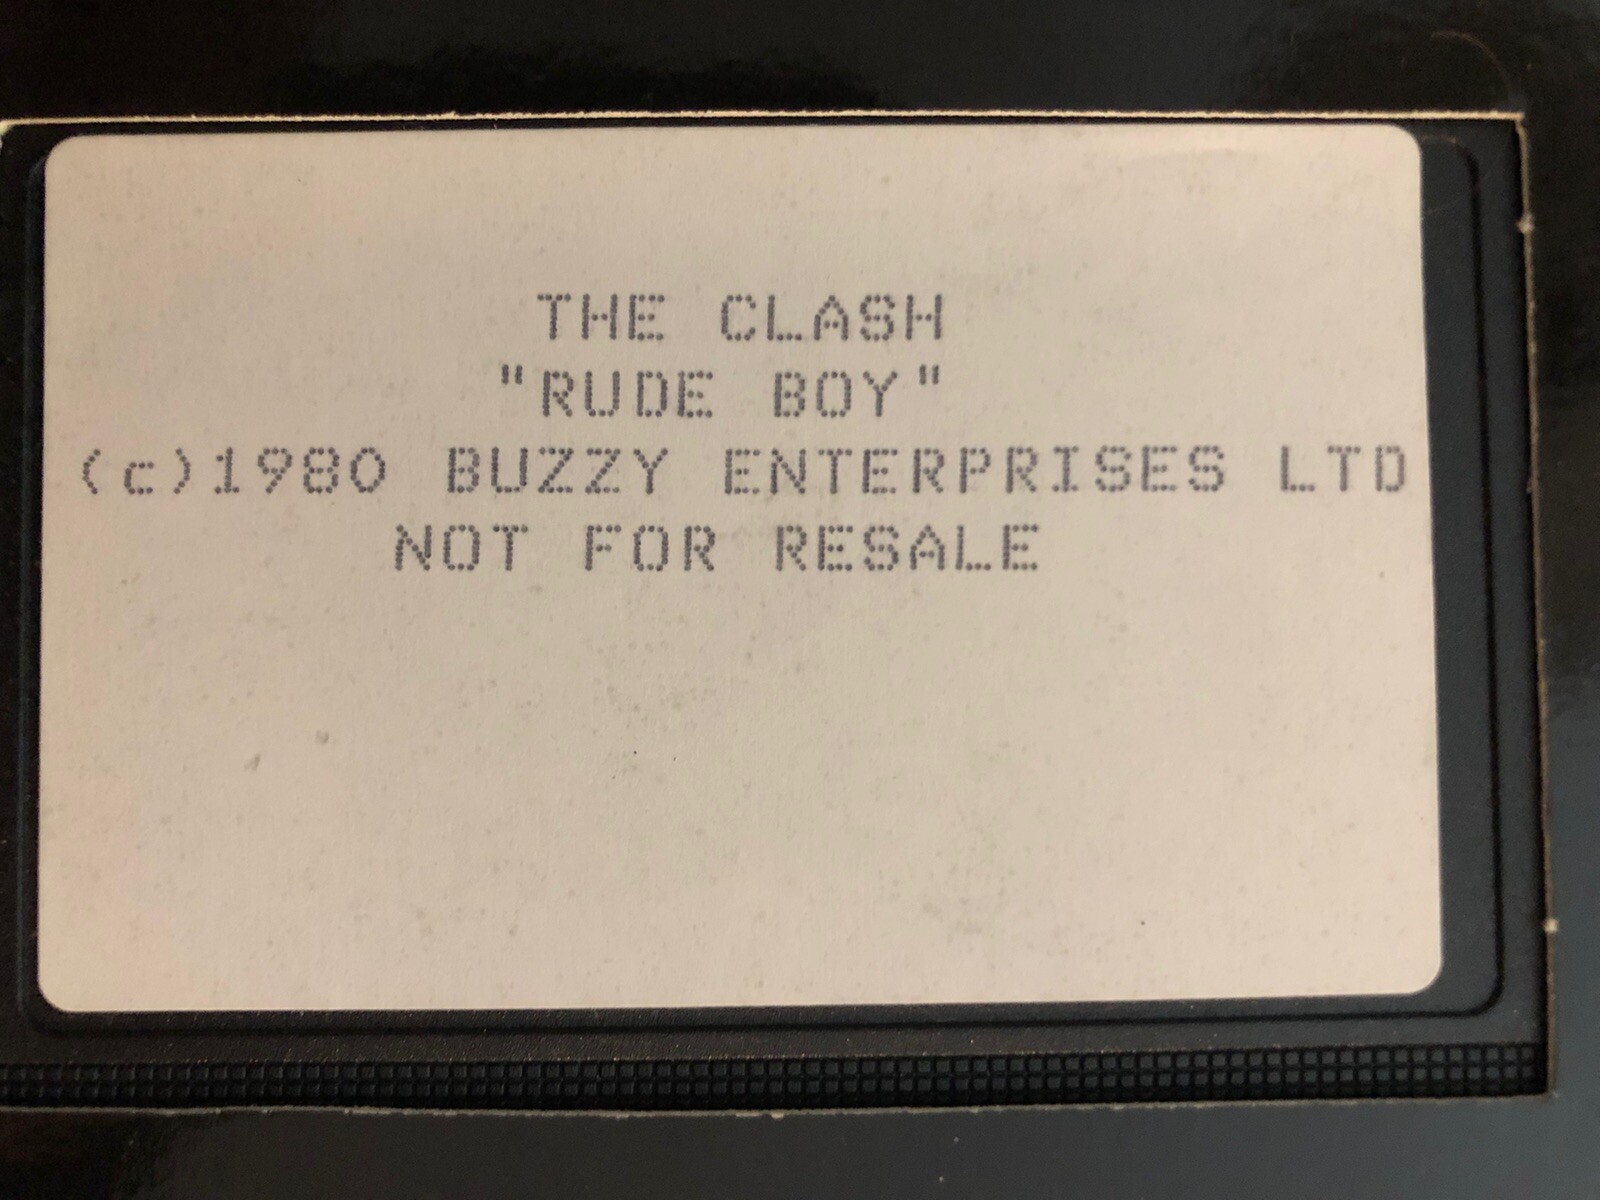 THE CLASH
"RUDE BOY"
(c)1980 BUZZY ENTERPRISES LTD
NOT FOR RESALE